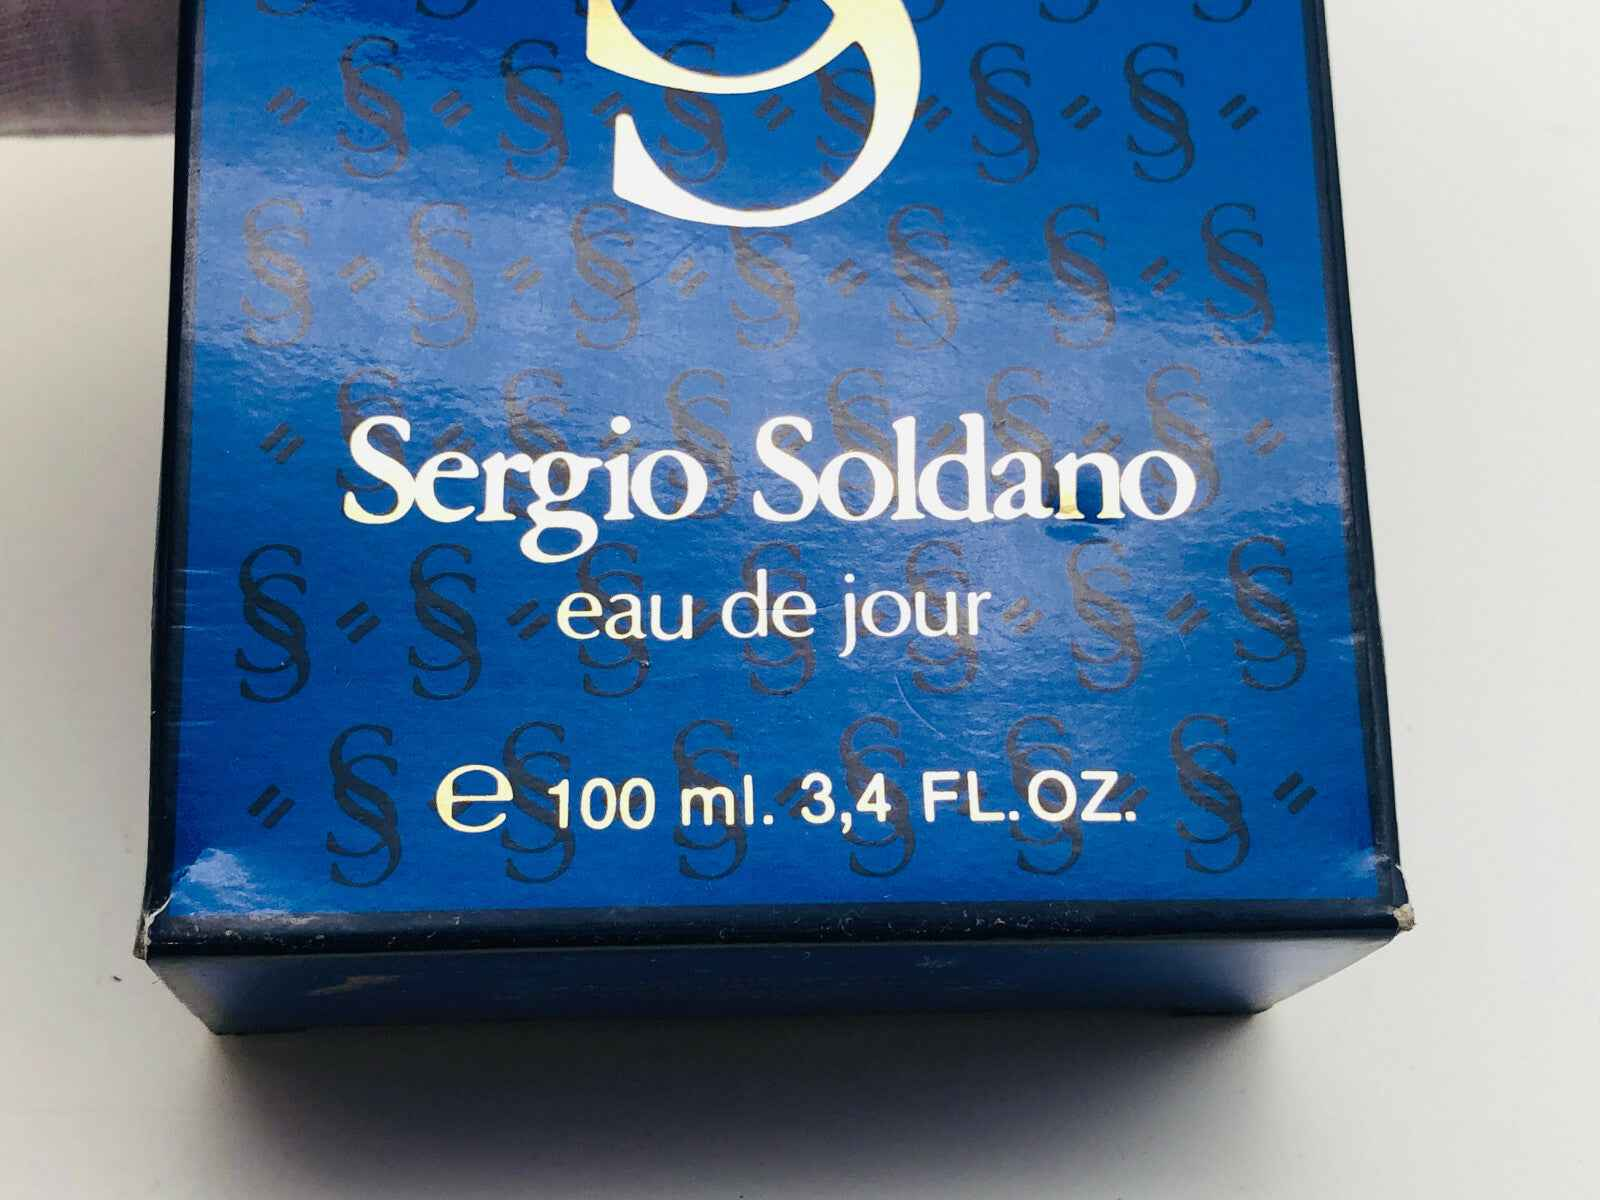 S
Sergio Soldano
eau de jour
e 100 ml. 3,4 FL.OZ.